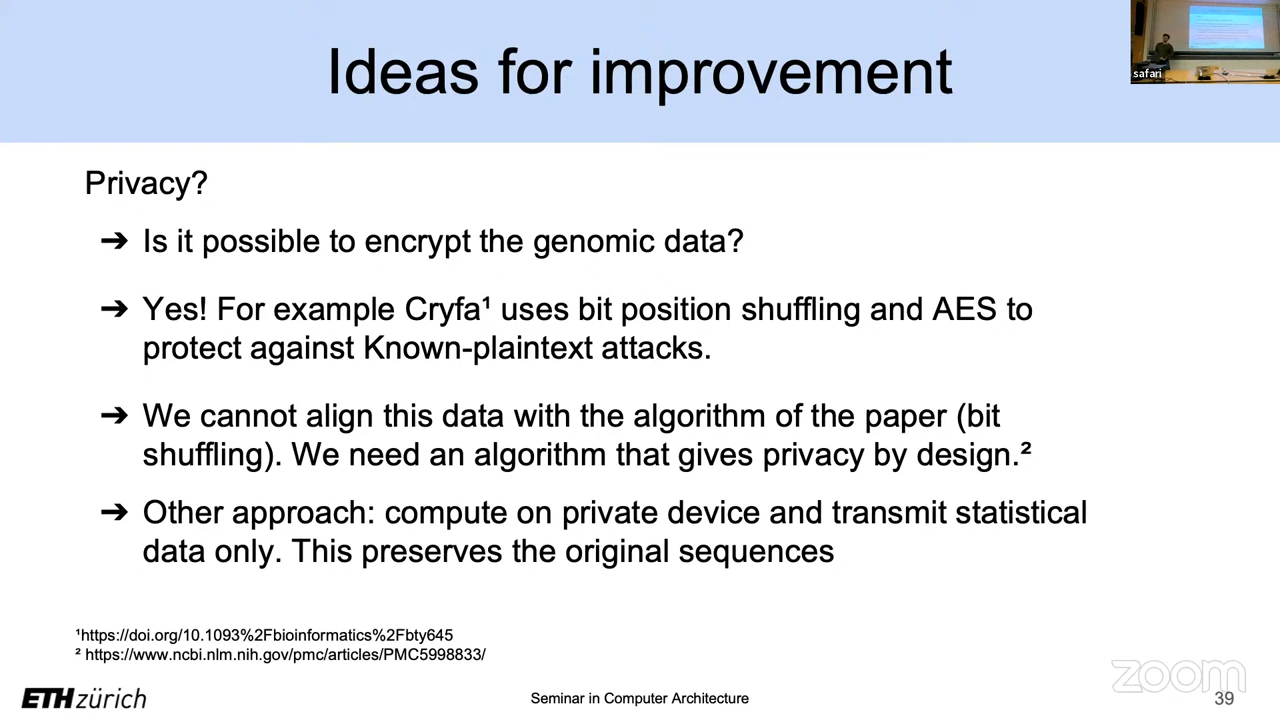 Ideas for improvement
safari
Privacy?
➔ Is it possible to encrypt the genomic data?
➔ Yes! For example Cryfa¹ uses bit position shuffling and AES to
protect against Known-plaintext attacks.
➔ We cannot align this data with the algorithm of the paper (bit
shuffling). We need an algorithm that gives privacy by design.²
➔ Other approach: compute on private device and transmit statistical
data only. This preserves the original sequences
¹https://doi.org/10.1093%2Fbioinformatics%2Fbty645
² https://www.ncbi.nlm.nih.gov/pmc/articles/PMC5998833/
ETH zürich
Seminar in Computer Architecture
zoom
39